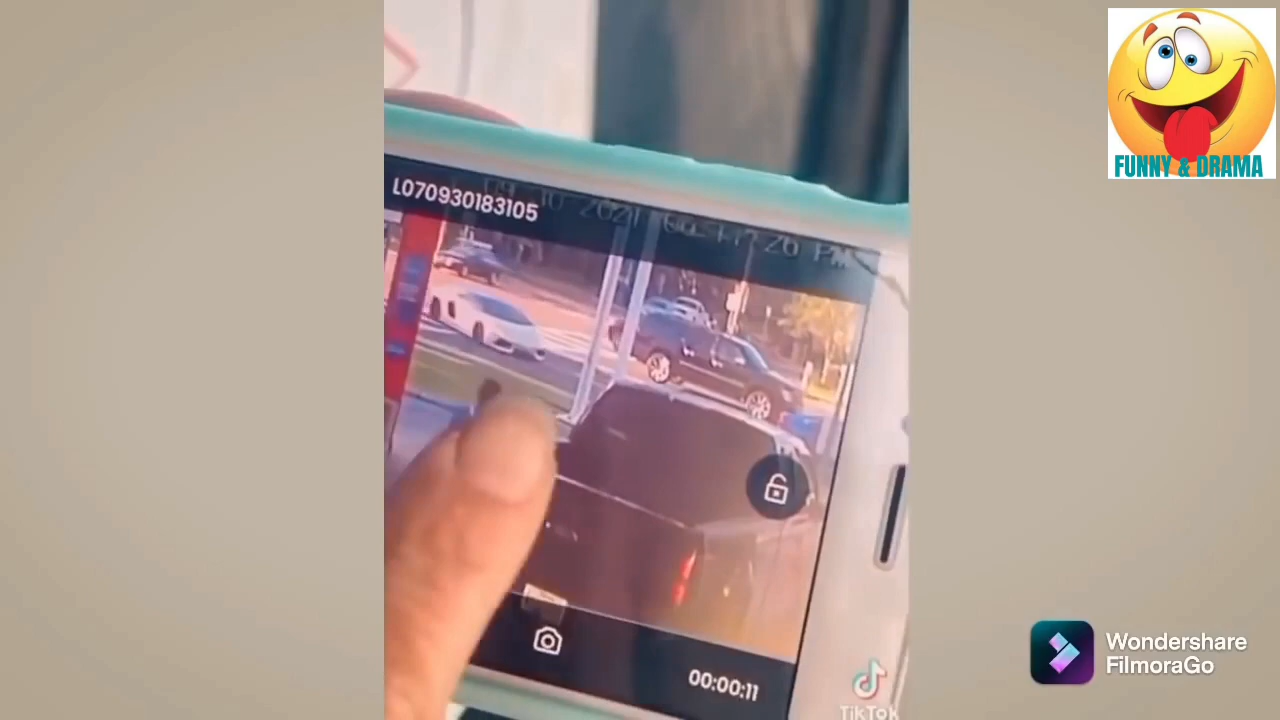 FUNNY & DRAMA
L070930183105
00:00:11
TikTok
Wondershare
FilmoraGo